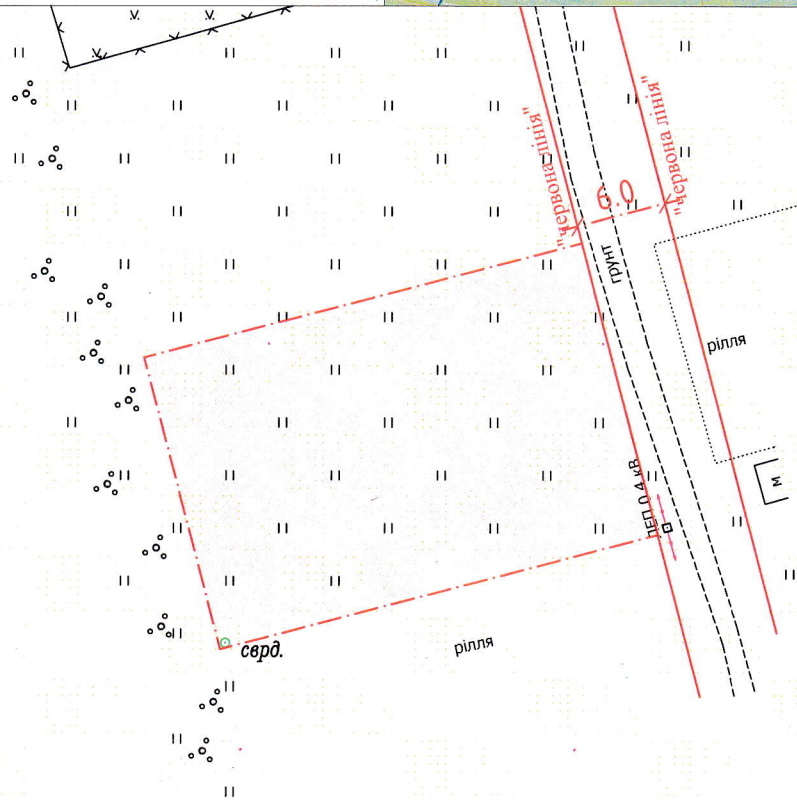 "Червона лінія"
"Червона лінія"
6.0
грунт
рілля
ЛЕП 0.4 кв
М
сврд.
рілля